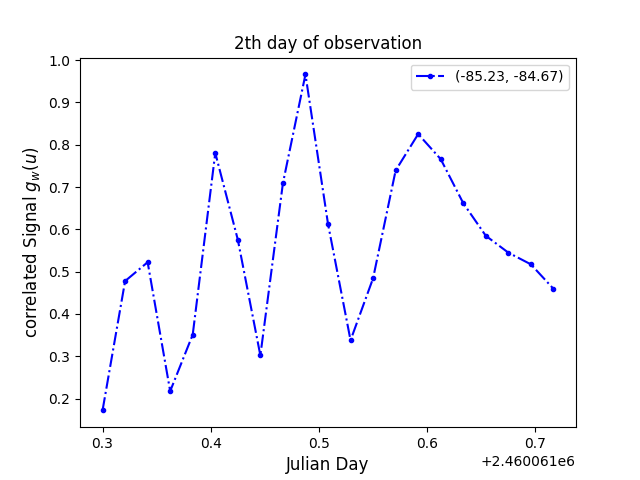 2th day of observation
(-85.23, -84.67)
correlated Signal g_w(u)
1.0
0.9
0.8
0.7
0.6
0.5
0.4
0.3
0.2
0.3 0.4 0.5 0.6 0.7
+2.460061e6
Julian Day